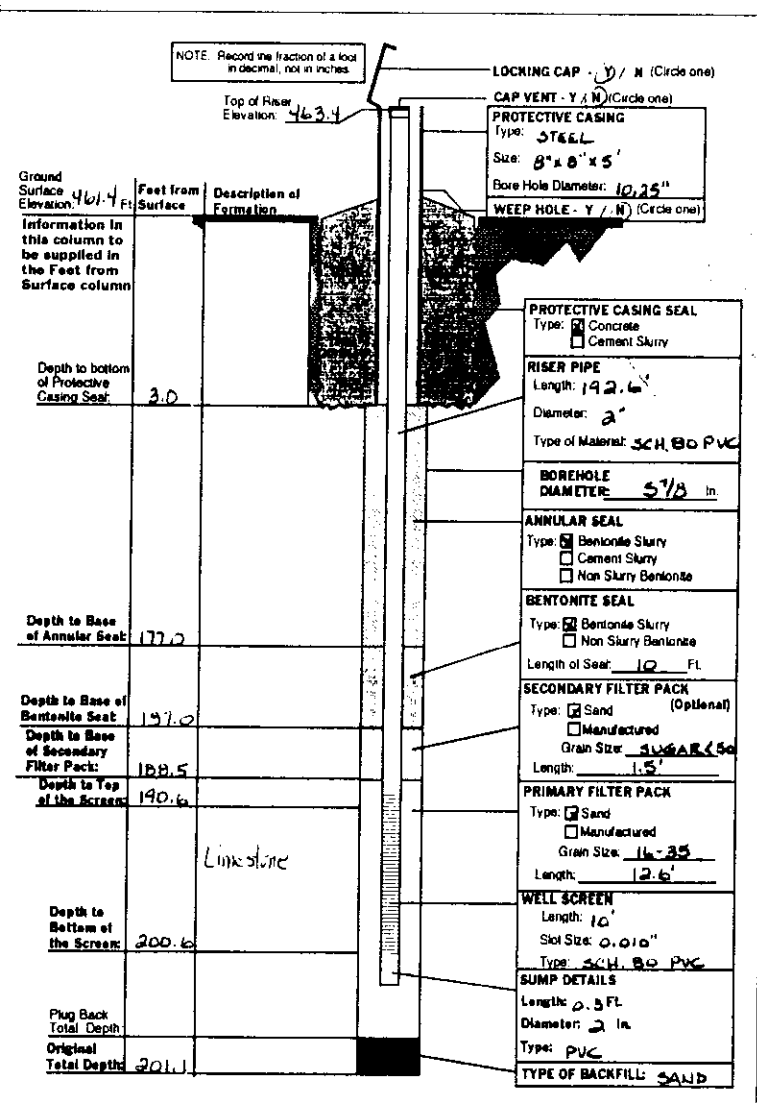 NOTE: Record the fraction of a foot
in decimal, not in inches.
LOCKING CAP - Y / N (Circle one)
CAP VENT - Y / N (Circle one)
Top of Riser
Elevation: 463.4
PROTECTIVE CASING
Type: STEEL
Size: 8" x 8" x 5'
Bore Hole Diameter: 10.25"
WEEP HOLE - Y / N (Circle one)
Ground
Surface
Elevation: 461.4 Ft
Feet from
Surface
Description of
Formation
Information in
this column to
be supplied in
the Feet from
Surface column
PROTECTIVE CASING SEAL
Type: Concrete
Cement Slurry
Depth to bottom
of Protective
Casing Seal: 3.0
RISER PIPE
Length: 192.6'
Diameter: 2"
Type of Material: SCH. 80 PVC
BOREHOLE
DIAMETER: 5 7/8 In.
ANNULAR SEAL
Type: Bentonite Slurry
Cement Slurry
Non Slurry Bentonite
Depth to Base
of Annular Seal: 177.0
BENTONITE SEAL
Type: Bentonite Slurry
Non Slurry Bentonite
Length of Seal: 10 Ft.
Depth to Base of
Bentonite Seal:
SECONDARY FILTER PACK
(Optional)
Type: Sand
Manufactured
Grain Size: SUGAR
Length: 1.5'
Depth to Base
of Secondary
Filter Pack: 188.5
Depth to Top
of the Screen: 190.6
PRIMARY FILTER PACK
Type: Sand
Manufactured
Grain Size: 16-35
Length: 12.6'
Limestone
WELL SCREEN
Length: 10'
Slot Size: 0.010"
Type: SCH. 80 PVC
Depth to
Bottom of
the Screen: 200.6
SUMP DETAILS
Length: Ft.
Diameter: 2 In.
Type: PVC
Plug Back
Total Depth:
Original
Total Depth: 201.1
TYPE OF BACKFILL: SAND